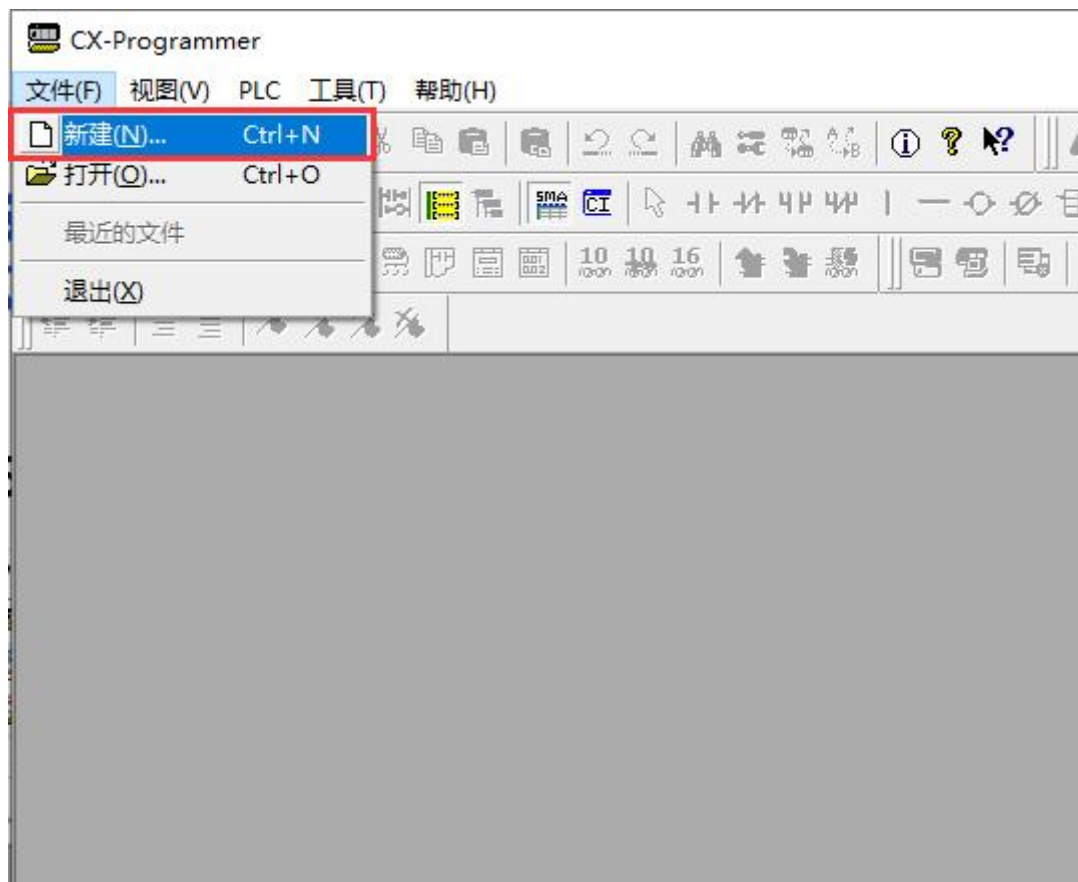 CX-Programmer
文件(F) 视图(V) PLC 工具(T) 帮助(H)
新建(N)... Ctrl+N
打开(O)... Ctrl+O
SMA CI
最近的文件
10 10 16
退出(X)